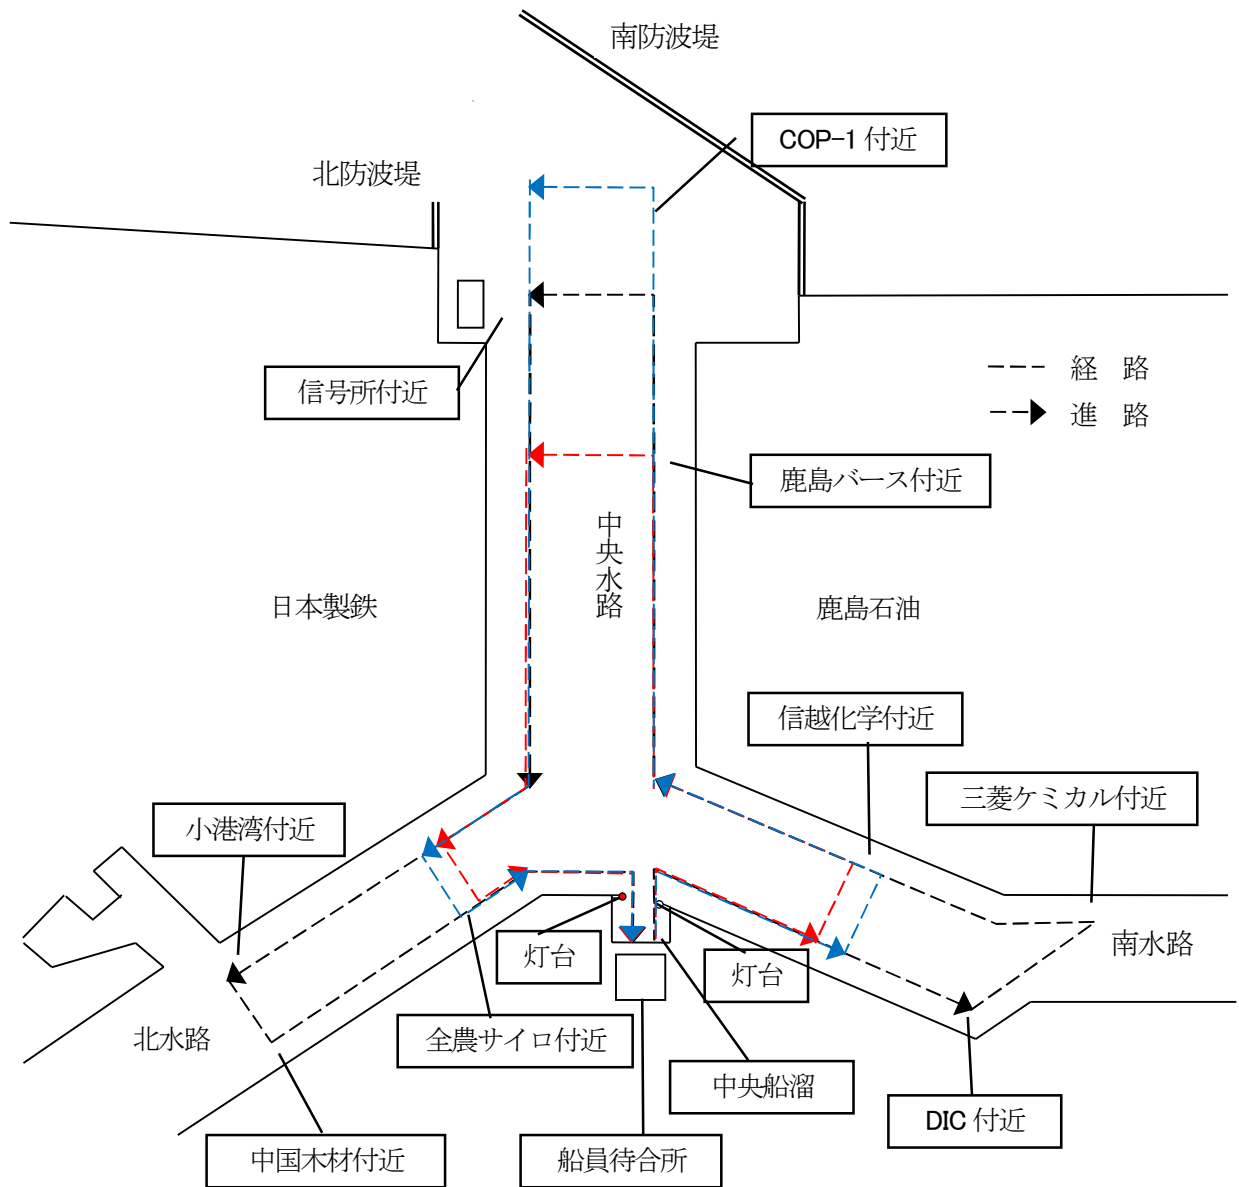 南防波堤
COP-1 付近
北防波堤
信号所付近
経　路
進　路
鹿島バース付近
中央水路
日本製鉄
鹿島石油
信越化学付近
三菱ケミカル付近
小港湾付近
灯台
灯台
南水路
北水路
全農サイロ付近
中央船溜
DIC 付近
中国木材付近
船員待合所